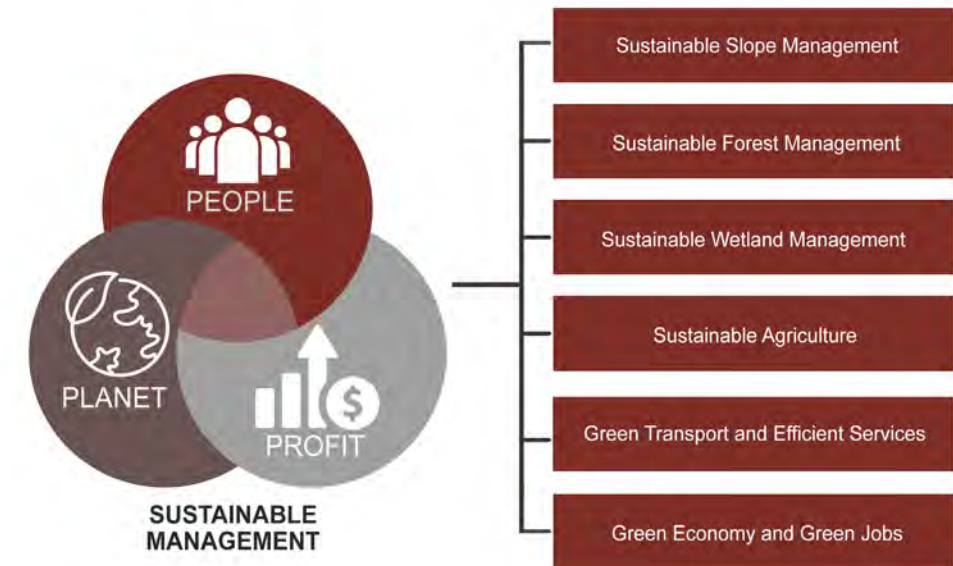 PEOPLE
PLANET
$
PROFIT
SUSTAINABLE
MANAGEMENT
Sustainable Slope Management
Sustainable Forest Management
Sustainable Wetland Management
Sustainable Agriculture
Green Transport and Efficient Services
Green Economy and Green Jobs